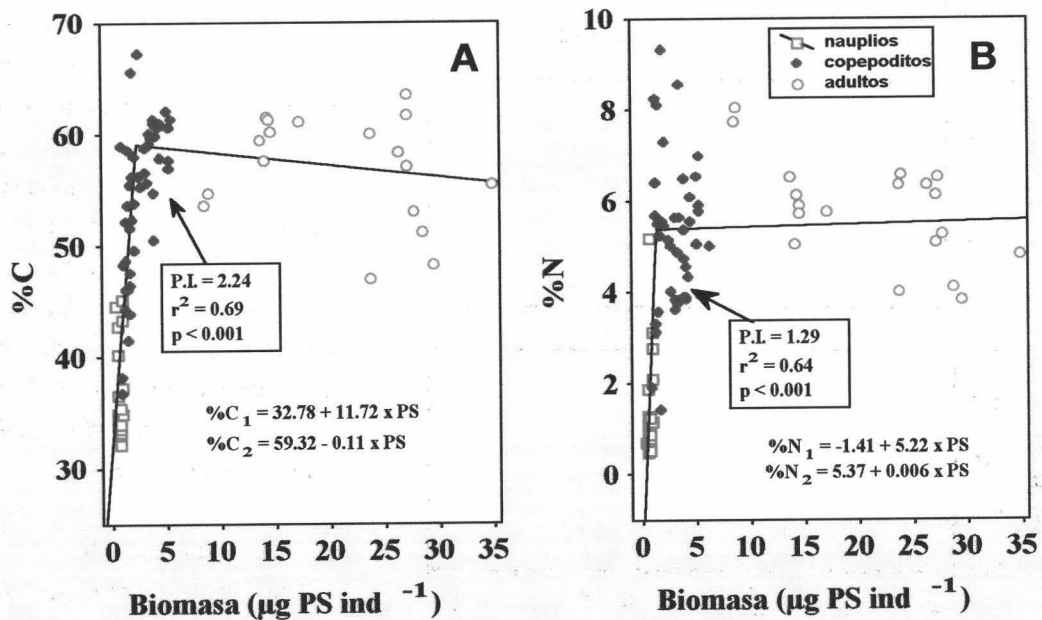 A
%C
70
60
50
40
30
0 5 10 15 20 25 30 35
Biomasa (µg PS ind ⁻¹)
P.I. = 2.24
r² = 0.69
p < 0.001
%C₁ = 32.78 + 11.72 x PS
%C₂ = 59.32 - 0.11 x PS
B
nauplios
copepoditos
adultos
%N
10
8
6
4
2
0
0 5 10 15 20 25 30 35
Biomasa (µg PS ind ⁻¹)
P.I. = 1.29
r² = 0.64
p < 0.001
%N₁ = -1.41 + 5.22 x PS
%N₂ = 5.37 + 0.006 x PS